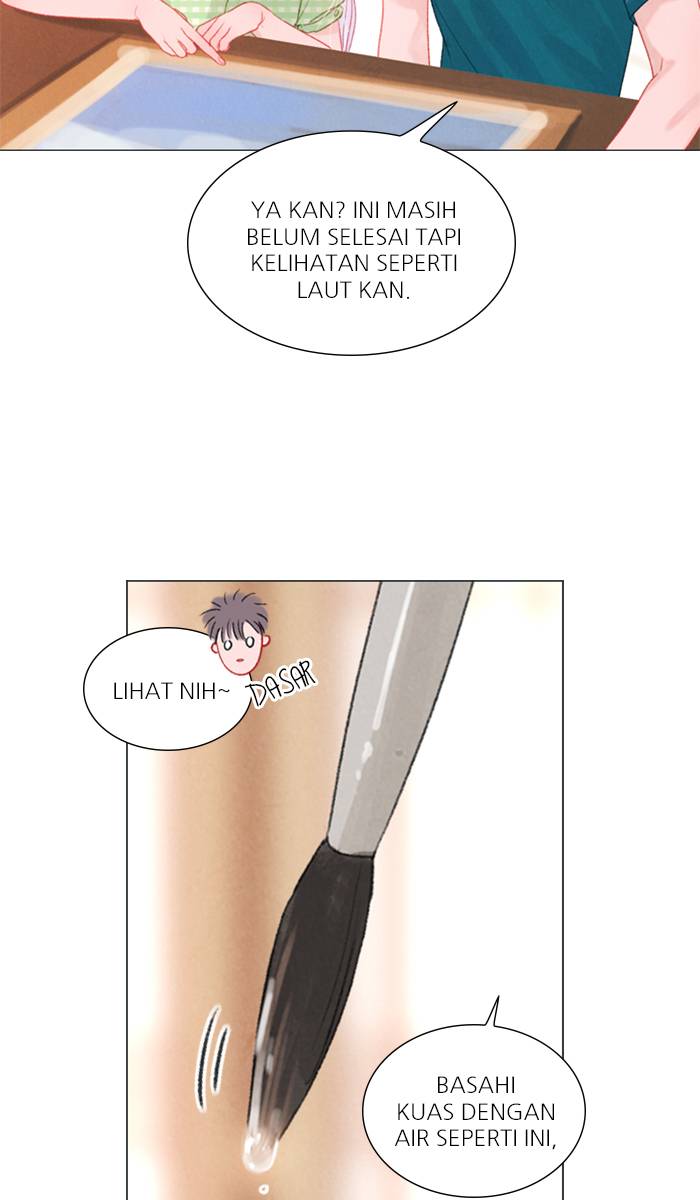 YA KAN? INI MASIH
BELUM SELESAI TAPI
KELIHATAN SEPERTI
LAUT KAN.
LIHAT NIH~
DASAR
BASAHI
KUAS DENGAN
AIR SEPERTI INI,